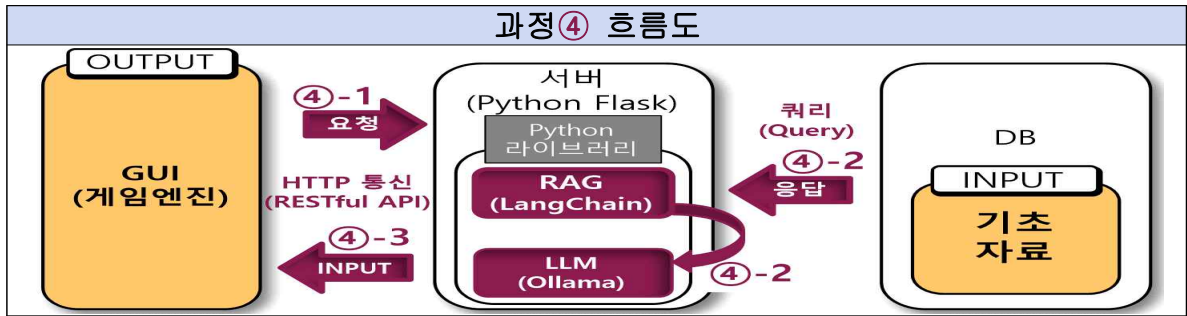 과정④ 흐름도
OUTPUT
GUI
(게임엔진)
④-1
요청
HTTP 통신
(RESTful API)
④-3
INPUT
서버
(Python Flask)
Python
라이브러리
RAG
(LangChain)
LLM
(Ollama)
④-2
쿼리
(Query)
④-2
응답
DB
INPUT
기초
자료